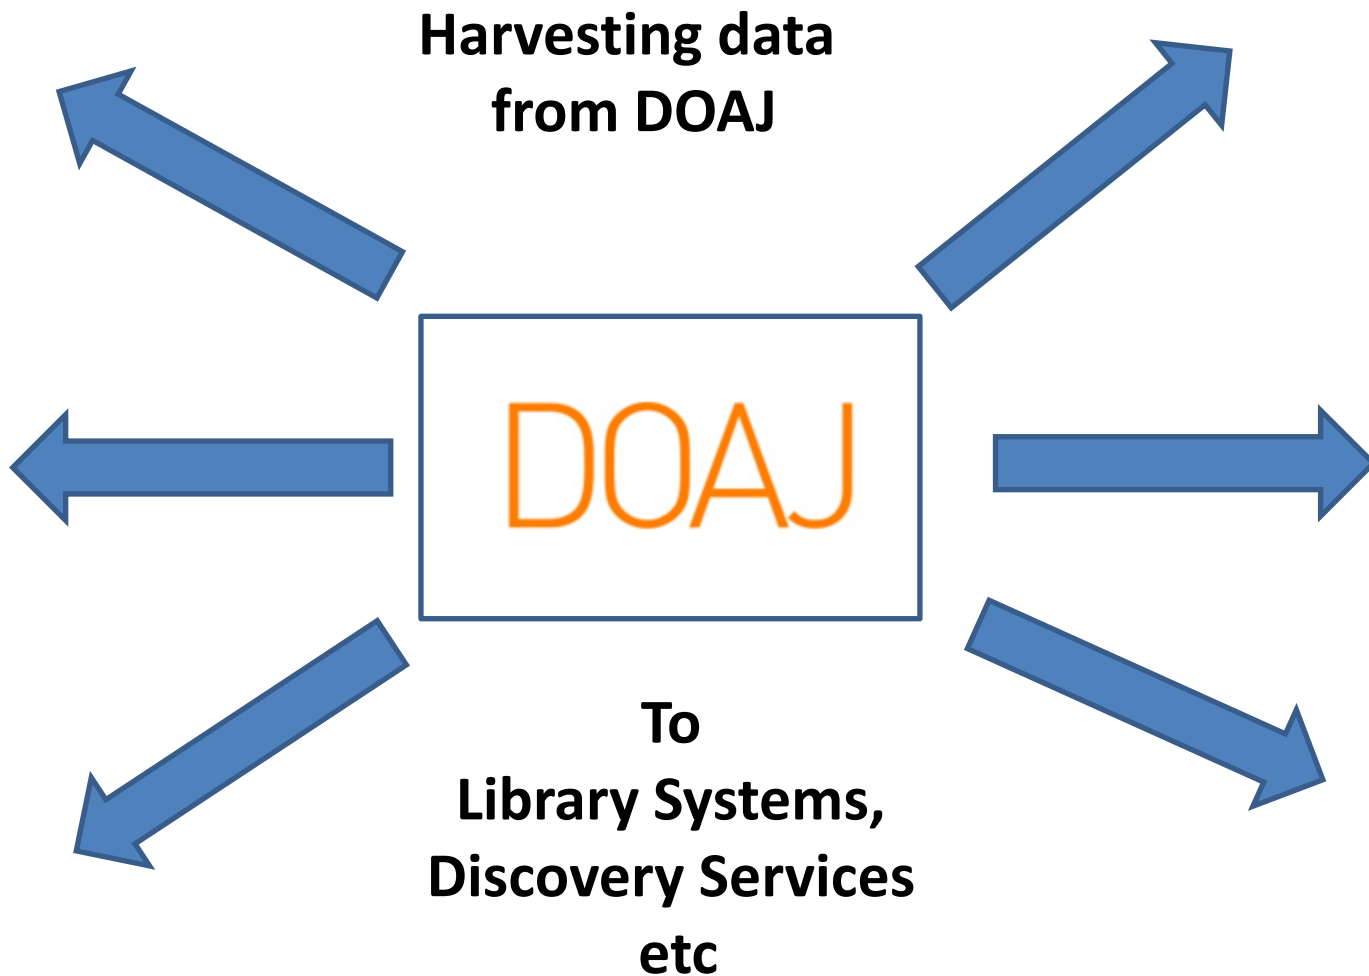 Harvesting data
from DOAJ
DOAJ
To
Library Systems,
Discovery Services
etc